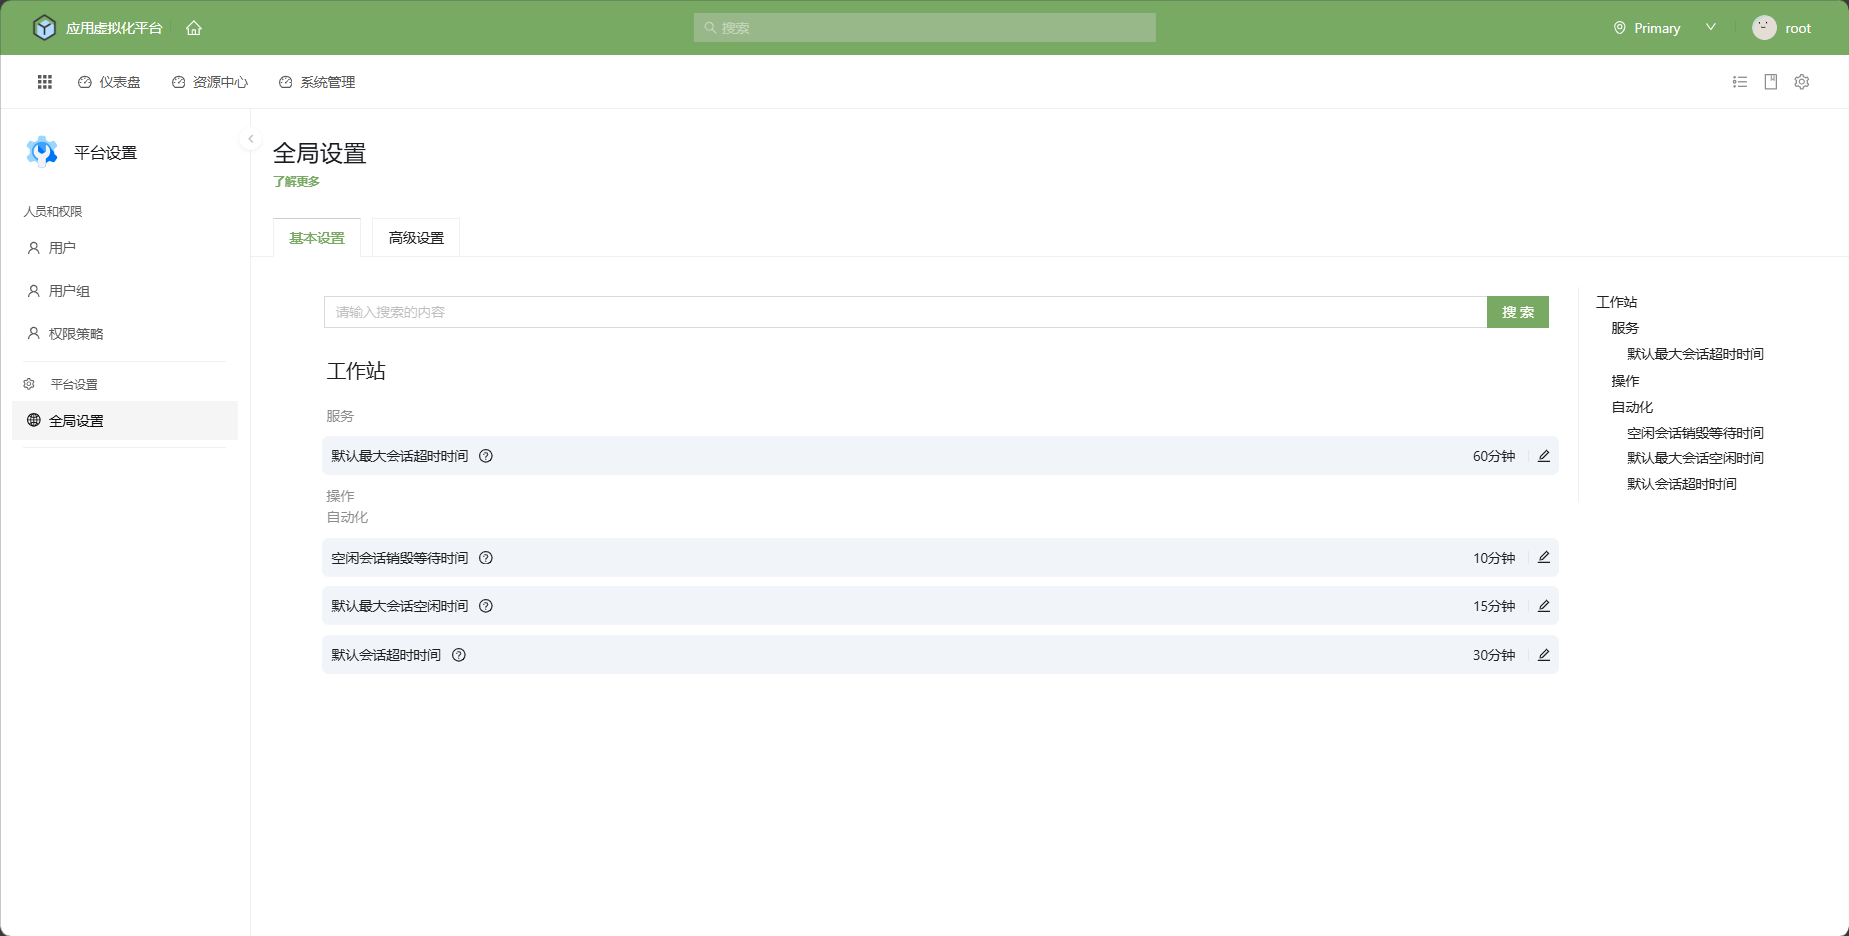 应用虚拟化平台
搜索
Primary
root
仪表盘
资源中心
系统管理
平台设置
人员和权限
用户
用户组
权限策略
平台设置
全局设置
全局设置
了解更多
基本设置
高级设置
请输入搜索的内容
搜 索
工作站
服务
默认最大会话超时时间
60分钟
操作
自动化
空闲会话销毁等待时间
10分钟
默认最大会话空闲时间
15分钟
默认会话超时时间
30分钟
工作站
服务
默认最大会话超时时间
操作
自动化
空闲会话销毁等待时间
默认最大会话空闲时间
默认会话超时时间